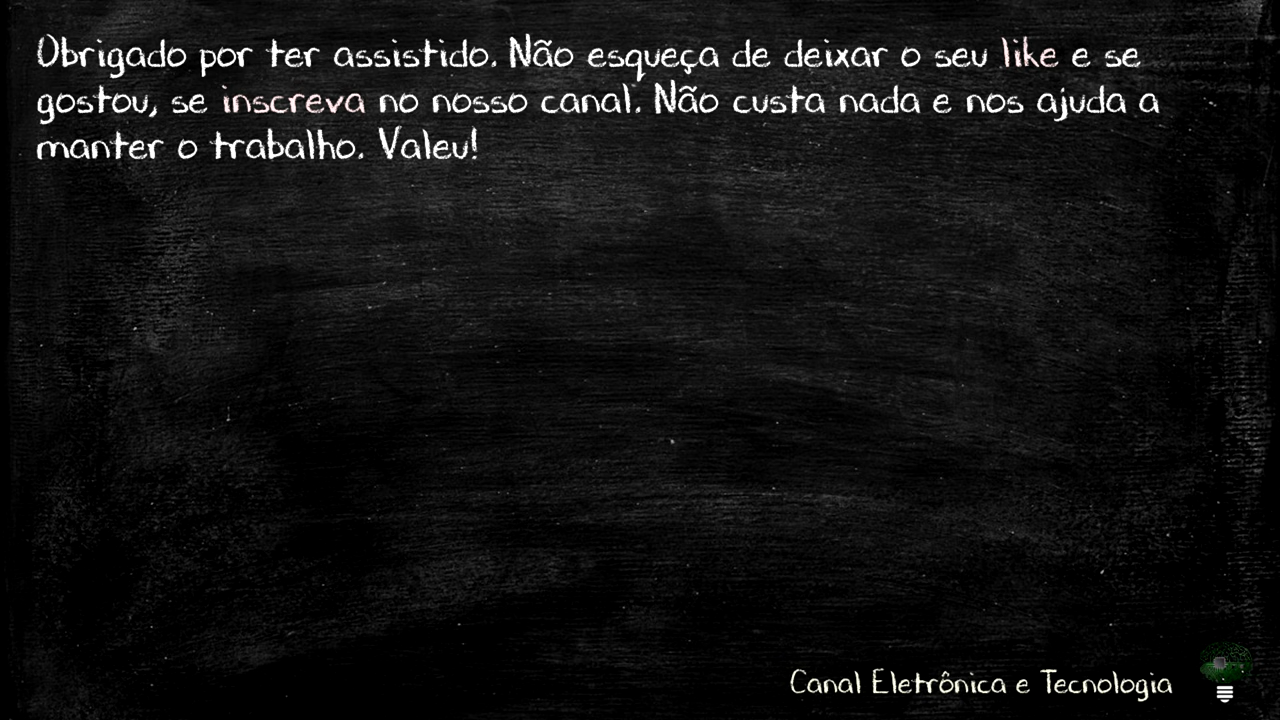 Obrigado por ter assistido. Não esqueça de deixar o seu like e se
gostou, se inscreva no nosso canal. Não custa nada e nos ajuda a
manter o trabalho. Valeu!
Canal Eletrônica e Tecnologia